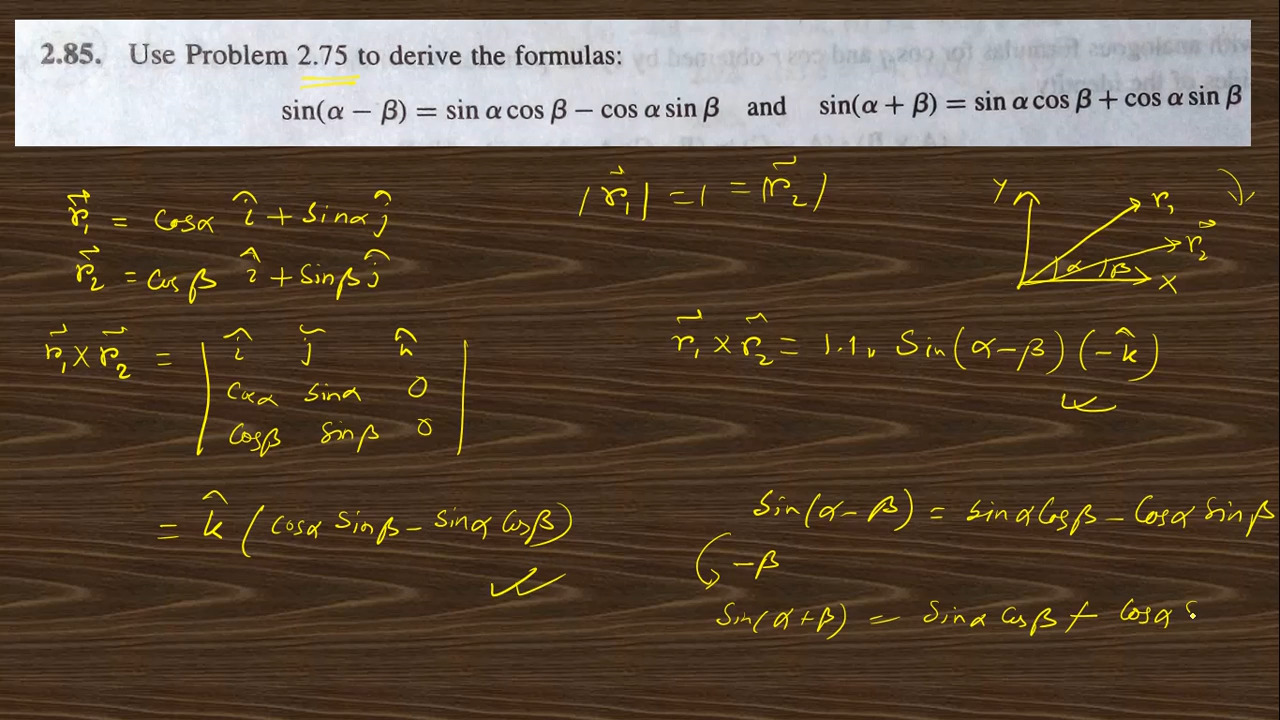 2.85. Use Problem 2.75 to derive the formulas:
sin(α − β) = sin α cos β − cos α sin β and sin(α + β) = sin α cos β + cos α sin β
r⃗₁ = Cosα î + Sinα ĵ
|r⃗₁| = 1 = |r⃗₂|
Y r₁
r⃗₂
α β X
r⃗₂ = Cosβ î + Sinβ ĵ
r⃗₁ × r⃗₂ = | î ĵ k̂ |
Cosα Sinα 0
Cosβ Sinβ 0
r⃗₁ × r⃗₂ = 1.1. Sin(α−β)(−k̂)
= k̂ (Cosα Sinβ − Sinα Cosβ)
Sin(α−β) = Sinα Cosβ − Cosα Sinβ
−β
Sin(α+β) = Sinα Cosβ + Cosα S